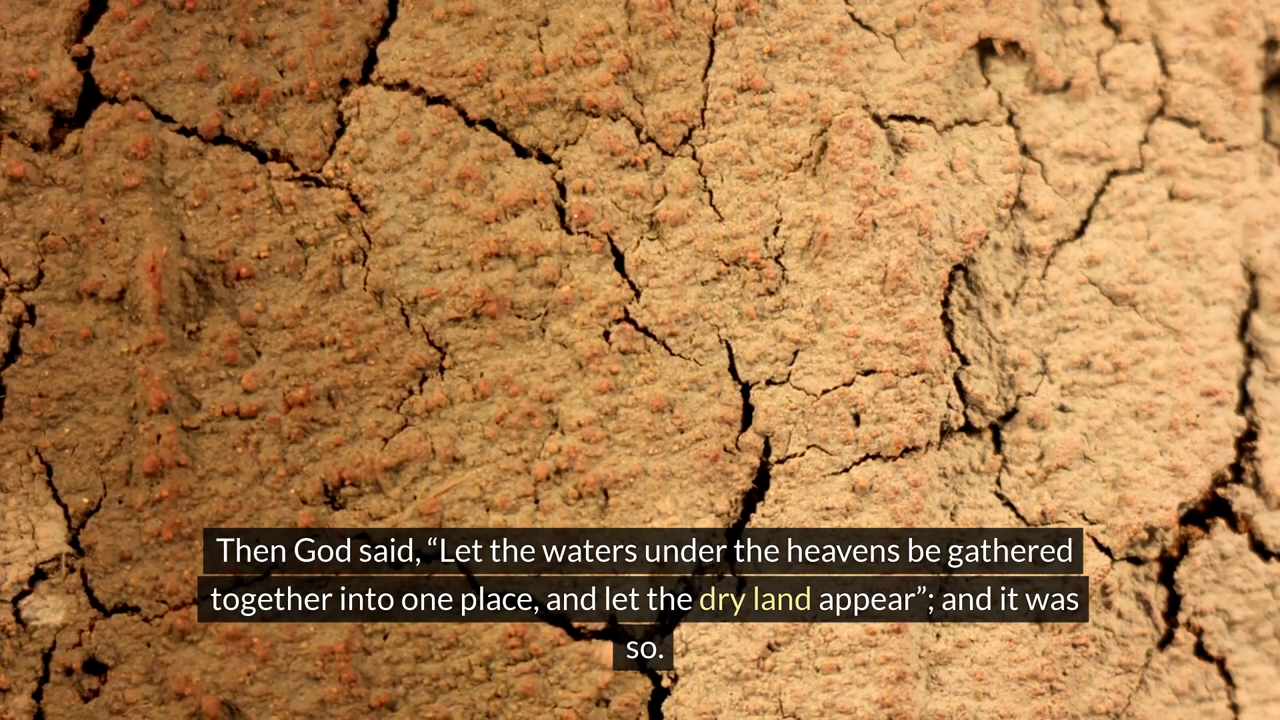 Then God said, “Let the waters under the heavens be gathered
together into one place, and let the dry land appear”; and it was
so.